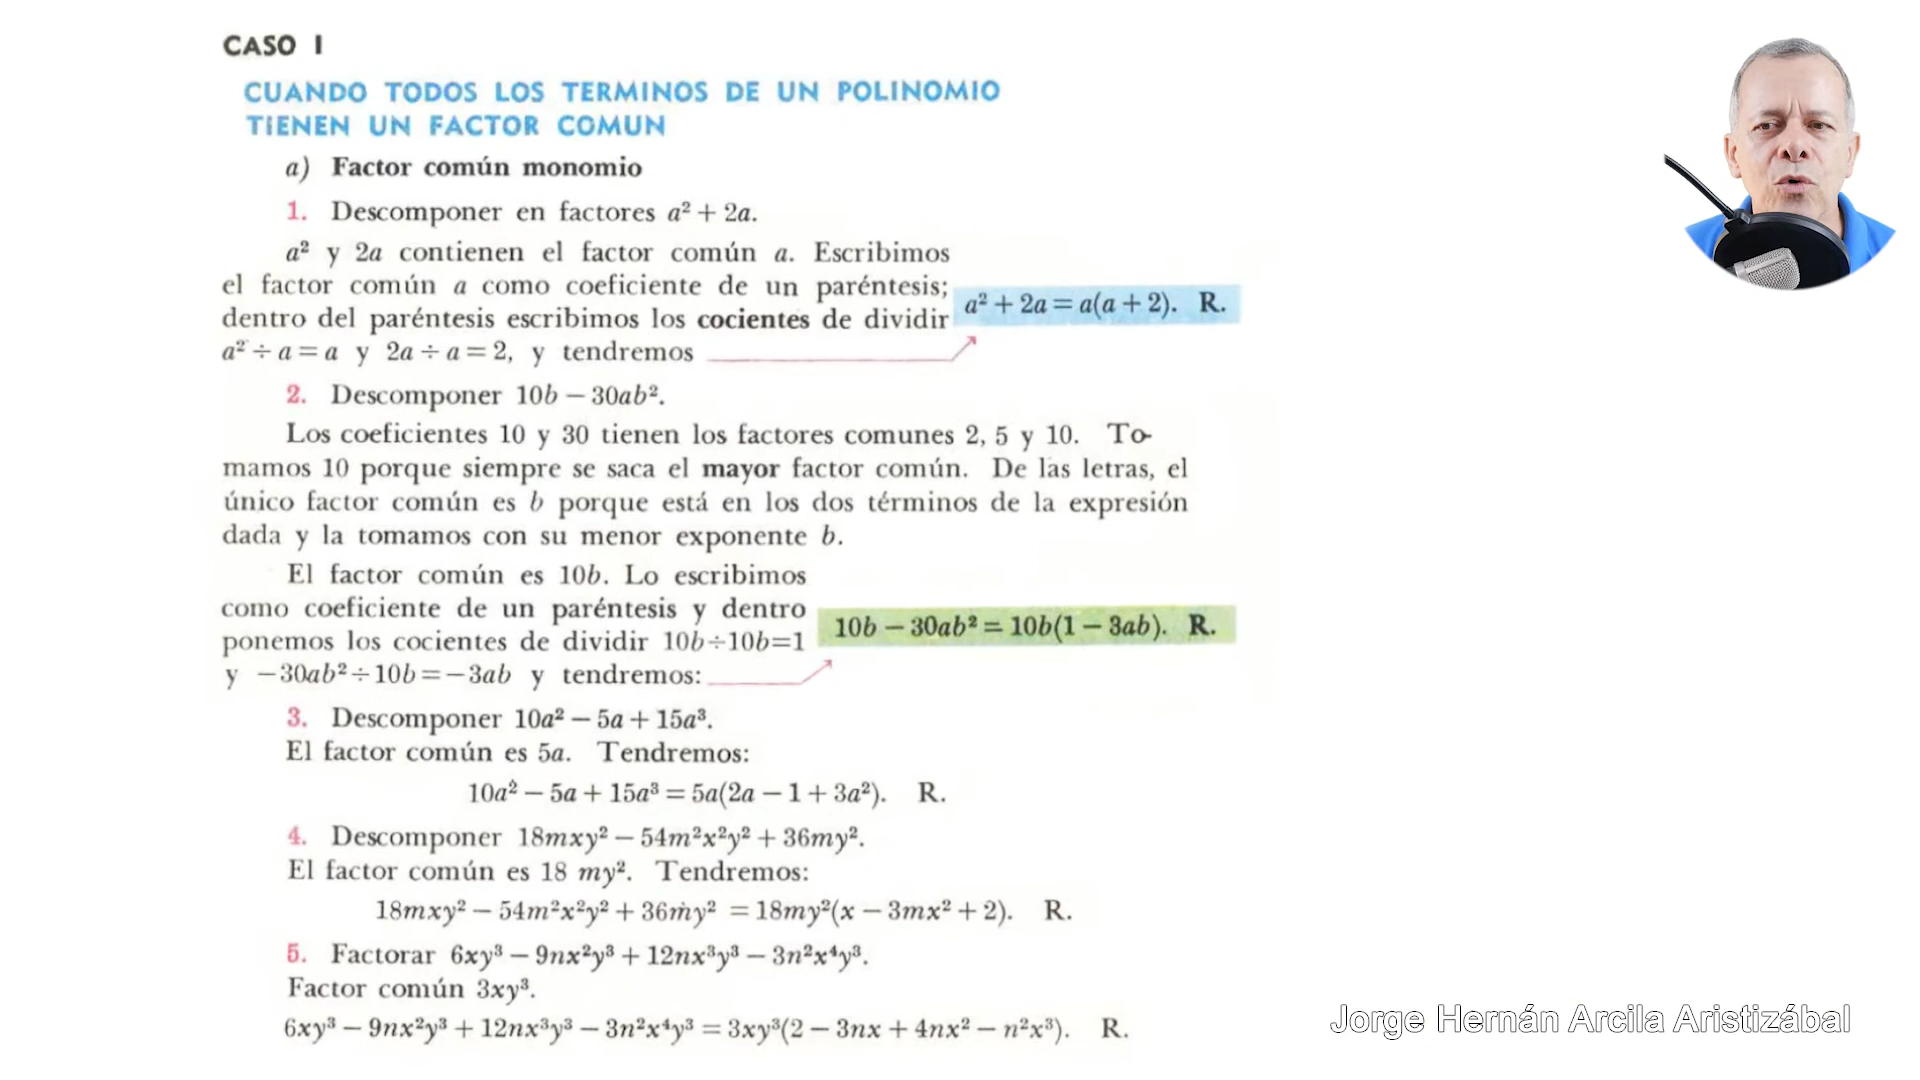 CASO I
CUANDO TODOS LOS TERMINOS DE UN POLINOMIO
TIENEN UN FACTOR COMUN
a) Factor común monomio
1. Descomponer en factores a² + 2a.
a² y 2a contienen el factor común a. Escribimos
el factor común a como coeficiente de un paréntesis;
dentro del paréntesis escribimos los cocientes de dividir
a² ÷ a = a y 2a ÷ a = 2, y tendremos
a² + 2a = a(a + 2). R.
2. Descomponer 10b − 30ab².
Los coeficientes 10 y 30 tienen los factores comunes 2, 5 y 10. To-
mamos 10 porque siempre se saca el mayor factor común. De las letras, el
único factor común es b porque está en los dos términos de la expresión
dada y la tomamos con su menor exponente b.
El factor común es 10b. Lo escribimos
como coeficiente de un paréntesis y dentro
ponemos los cocientes de dividir 10b÷10b=1
y −30ab² ÷ 10b = −3ab y tendremos:
10b − 30ab² = 10b(1 − 3ab). R.
3. Descomponer 10a² − 5a + 15a³.
El factor común es 5a. Tendremos:
10a² − 5a + 15a³ = 5a(2a − 1 + 3a²). R.
4. Descomponer 18mxy² − 54m²x²y² + 36my².
El factor común es 18 my². Tendremos:
18mxy² − 54m²x²y² + 36my² = 18my²(x − 3mx² + 2). R.
5. Factorar 6xy³ − 9nx²y³ + 12nx³y³ − 3n²x⁴y³.
Factor común 3xy³.
6xy³ − 9nx²y³ + 12nx³y³ − 3n²x⁴y³ = 3xy³(2 − 3nx + 4nx² − n²x³). R.
Jorge Hernán Arcila Aristizábal